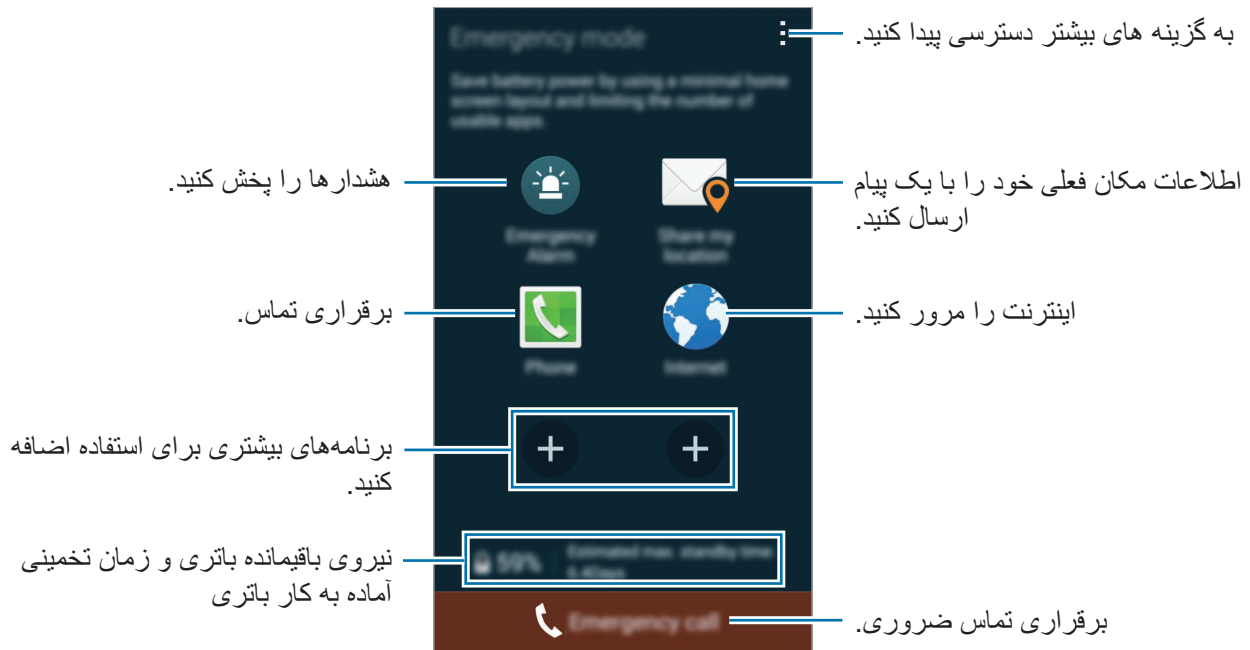 Emergency mode
به گزینه های بیشتر دسترسی پیدا کنید.
Save battery power by using a minimal home
screen layout and limiting the number of
usable apps.
هشدارها را پخش کنید.
اطلاعات مکان فعلی خود را با یک پیام
ارسال کنید.
Emergency
Alarm
Share my
location
برقراری تماس.
اینترنت را مرور کنید.
Phone
Internet
برنامه‌های بیشتری برای استفاده اضافه
کنید.
نیروی باقیمانده باتری و زمان تخمینی
آماده به کار باتری
59%
Estimated max. standby time
Emergency call
برقراری تماس ضروری.